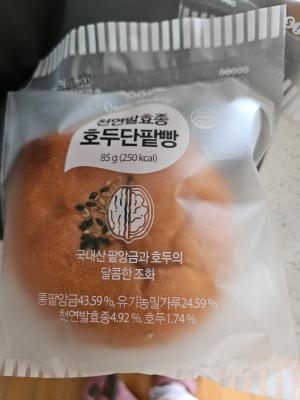 천연발효종
호두단팥빵
85 g (250 kcal)
국내산 팥앙금과 호두의
달콤한 조화
통팥앙금43.59 %, 유기농밀가루24.59 %,
천연발효종4.92 %, 호두1.74 %